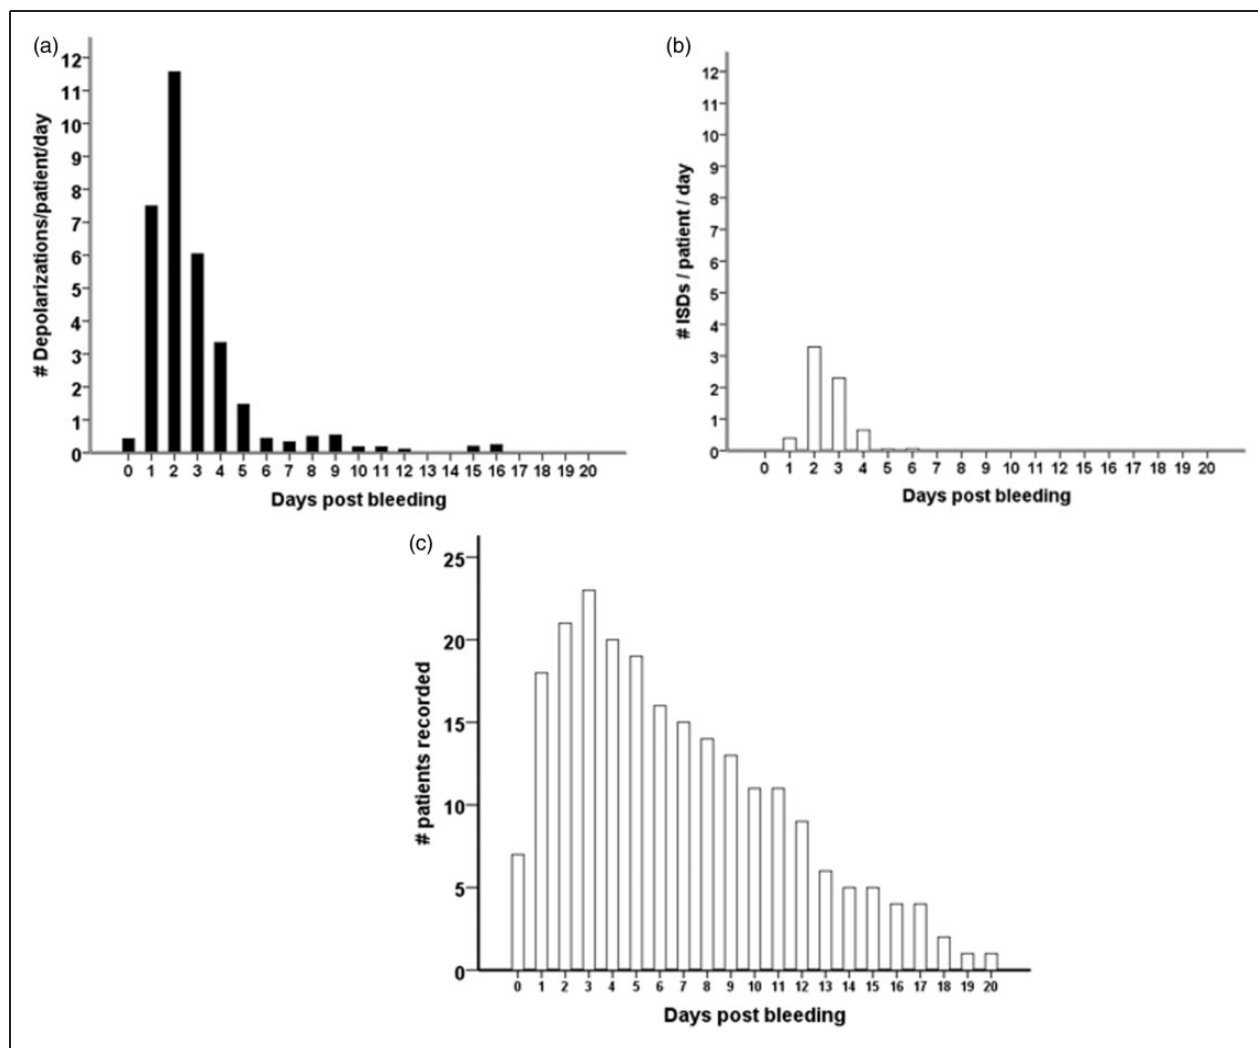 (a)
# Depolarizations/patient/day
12
11
10
9
8
7
6
5
4
3
2
1
0
0 1 2 3 4 5 6 7 8 9 10 11 12 13 14 15 16 17 18 19 20
Days post bleeding
(b)
# ISDs / patient / day
12
11
10
9
8
7
6
5
4
3
2
1
0
0 1 2 3 4 5 6 7 8 9 10 11 12 15 16 17 18 19 20
Days post bleeding
(c)
# patients recorded
25
20
15
10
5
0
0 1 2 3 4 5 6 7 8 9 10 11 12 13 14 15 16 17 18 19 20
Days post bleeding